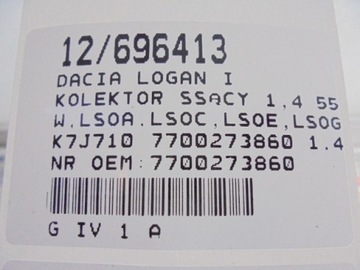 12/696413
DACIA LOGAN I
KOLEKTOR SSĄCY 1,4 55
W.LSOA.LSOC,LSOE,LSOG
K7J710 7700273860 1.4
NR OEM:7700273860
G IV 1 A